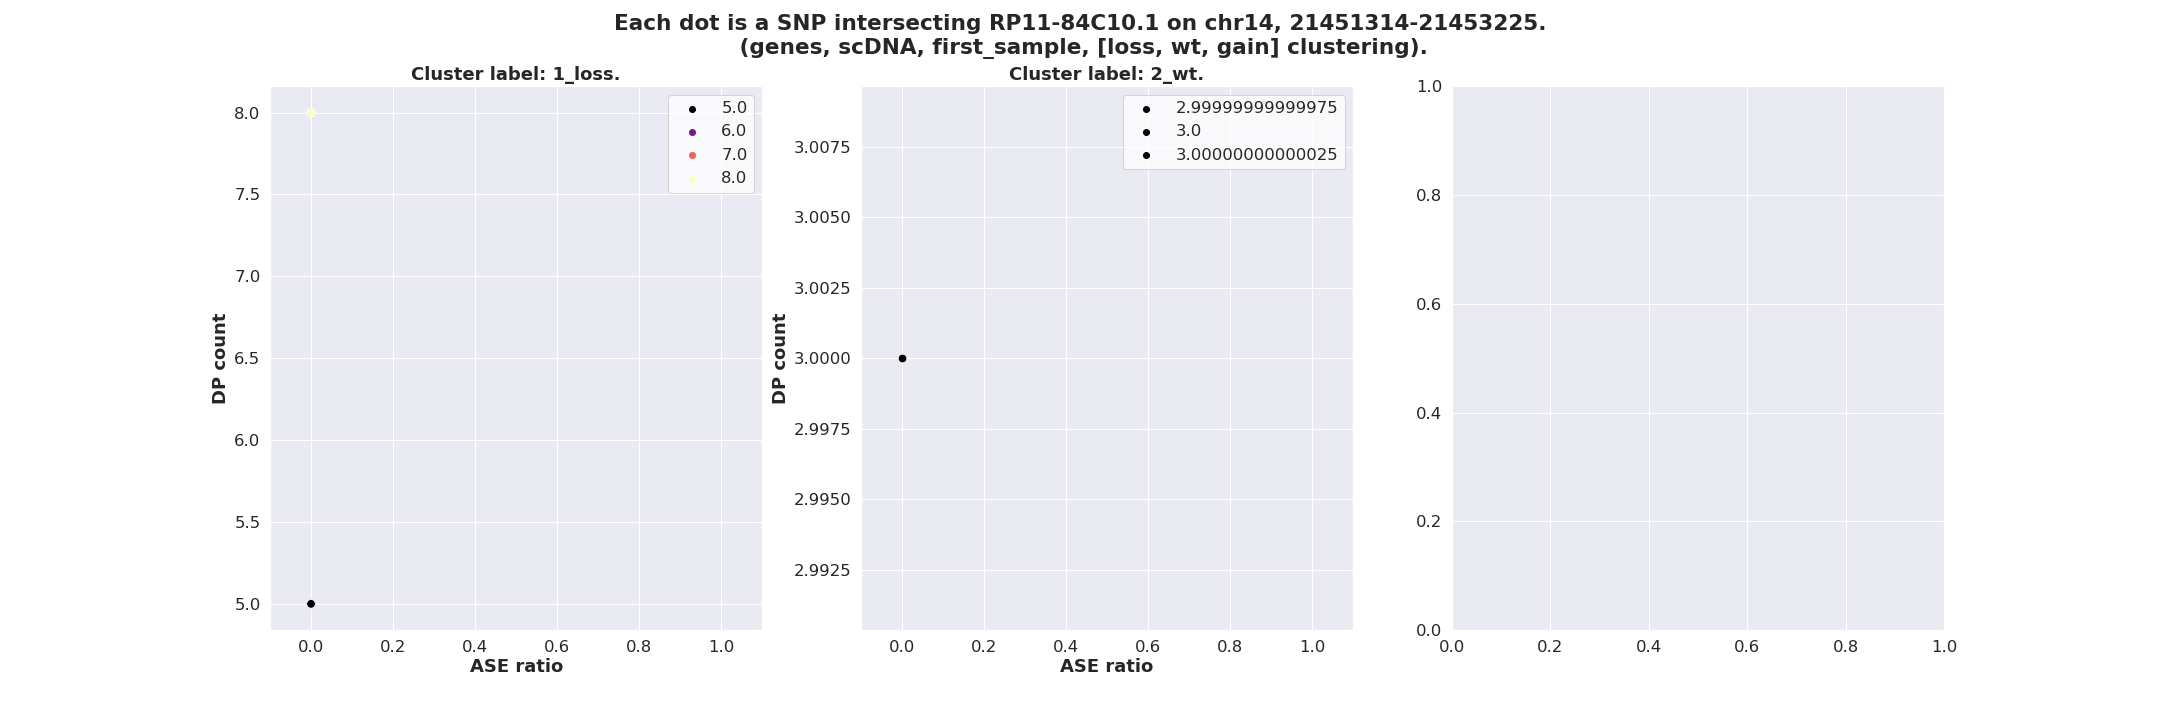 Each dot is a SNP intersecting RP11-84C10.1 on chr14, 21451314-21453225.
(genes, scDNA, first_sample, [loss, wt, gain] clustering).
Cluster label: 1_loss.
8.0
7.5
7.0
6.5
6.0
5.5
5.0
DP count
5.0
6.0
7.0
8.0
0.0 0.2 0.4 0.6 0.8 1.0
ASE ratio
Cluster label: 2_wt.
3.0075
3.0050
3.0025
3.0000
2.9975
2.9950
2.9925
DP count
2.99999999999975
3.0
3.00000000000025
0.0 0.2 0.4 0.6 0.8 1.0
ASE ratio
1.0
0.8
0.6
0.4
0.2
0.0
0.0 0.2 0.4 0.6 0.8 1.0